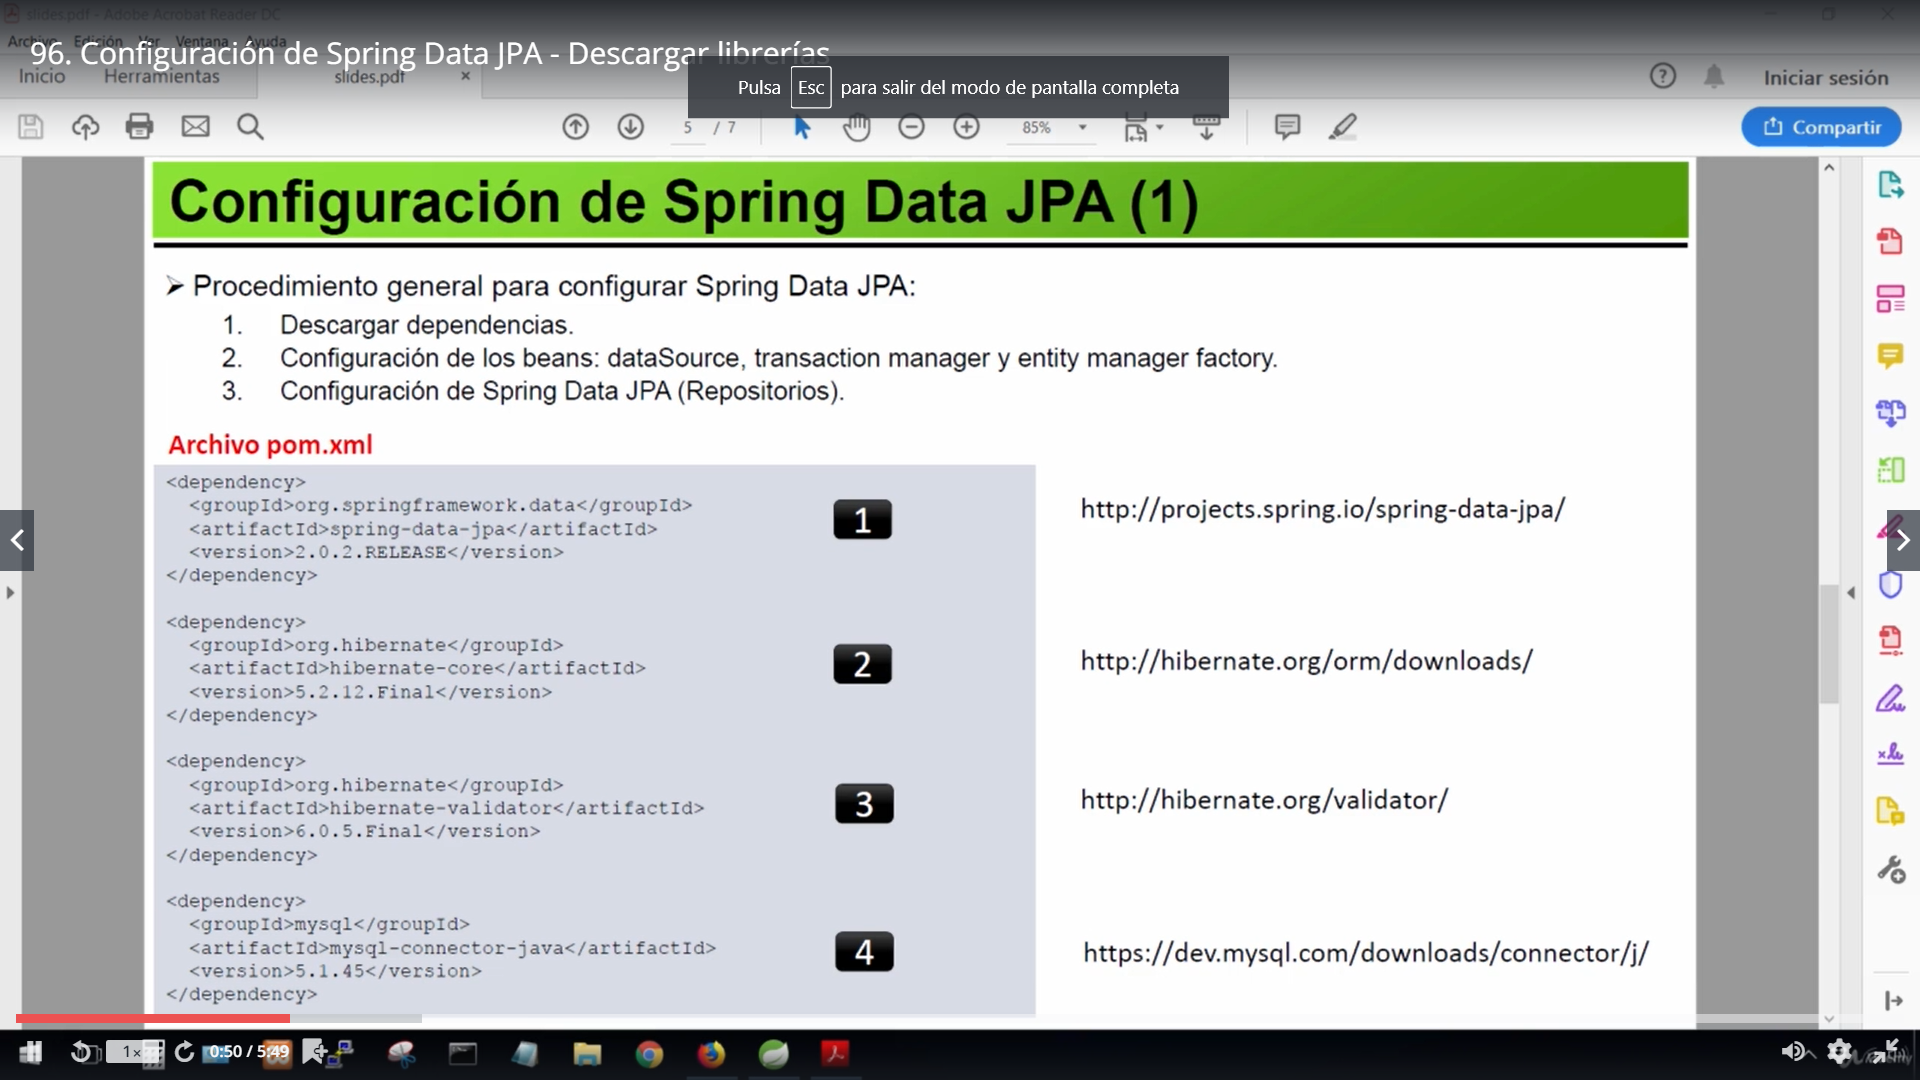 slides.pdf - Adobe Acrobat Reader DC
Archivo Edición Ver Ventana Ayuda
96. Configuración de Spring Data JPA - Descargar librerías
Inicio Herramientas slides.pdf × Iniciar sesión
Pulsa Esc para salir del modo de pantalla completa
5 / 7 85% Compartir
Configuración de Spring Data JPA (1)
➢ Procedimiento general para configurar Spring Data JPA:
1. Descargar dependencias.
2. Configuración de los beans: dataSource, transaction manager y entity manager factory.
3. Configuración de Spring Data JPA (Repositorios).
Archivo pom.xml
<dependency>
<groupId>org.springframework.data</groupId>
<artifactId>spring-data-jpa</artifactId>
<version>2.0.2.RELEASE</version>
</dependency>
1 http://projects.spring.io/spring-data-jpa/
<dependency>
<groupId>org.hibernate</groupId>
<artifactId>hibernate-core</artifactId>
<version>5.2.12.Final</version>
</dependency>
2 http://hibernate.org/orm/downloads/
<dependency>
<groupId>org.hibernate</groupId>
<artifactId>hibernate-validator</artifactId>
<version>6.0.5.Final</version>
</dependency>
3 http://hibernate.org/validator/
<dependency>
<groupId>mysql</groupId>
<artifactId>mysql-connector-java</artifactId>
<version>5.1.45</version>
</dependency>
4 https://dev.mysql.com/downloads/connector/j/
1× 0:50 / 5:49